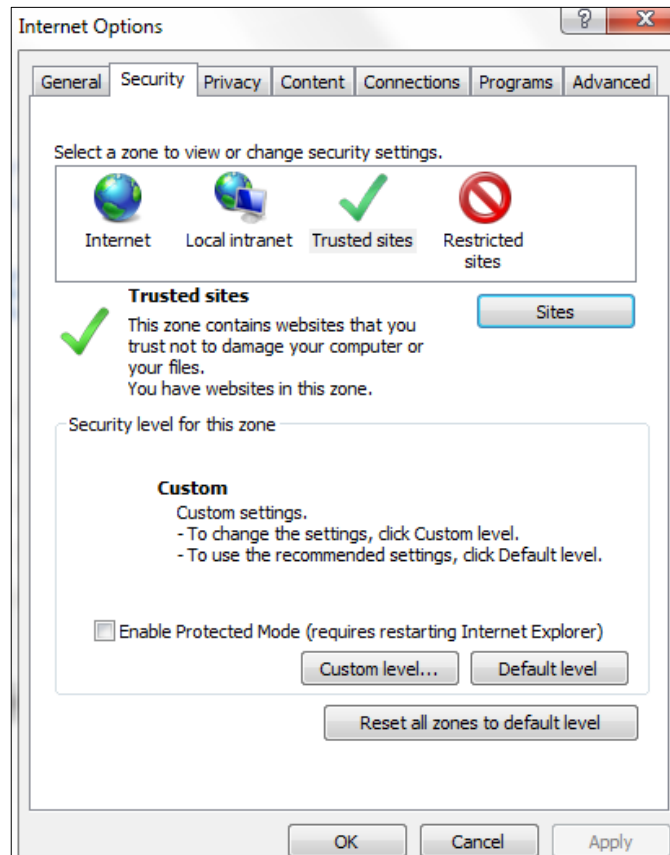 Internet Options
General Security Privacy Content Connections Programs Advanced
Select a zone to view or change security settings.
Internet Local intranet Trusted sites Restricted
sites
Trusted sites
Sites
This zone contains websites that you
trust not to damage your computer or
your files.
You have websites in this zone.
Security level for this zone
Custom
Custom settings.
- To change the settings, click Custom level.
- To use the recommended settings, click Default level.
Enable Protected Mode (requires restarting Internet Explorer)
Custom level... Default level
Reset all zones to default level
OK Cancel Apply